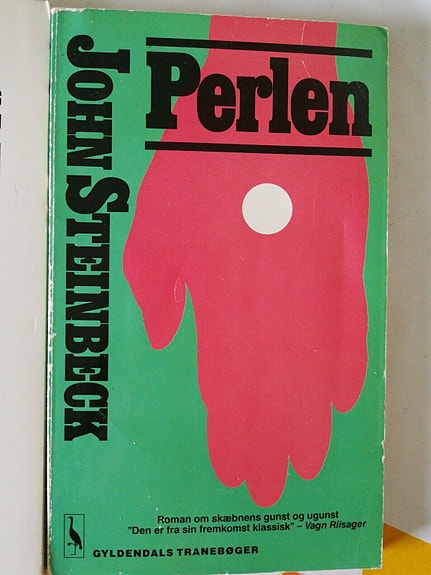 JOHN STEINBECK
Perlen
Roman om skæbnens gunst og ugunst
"Den er fra sin fremkomst klassisk" – Vagn Riisager
GYLDENDALS TRANEBØGER